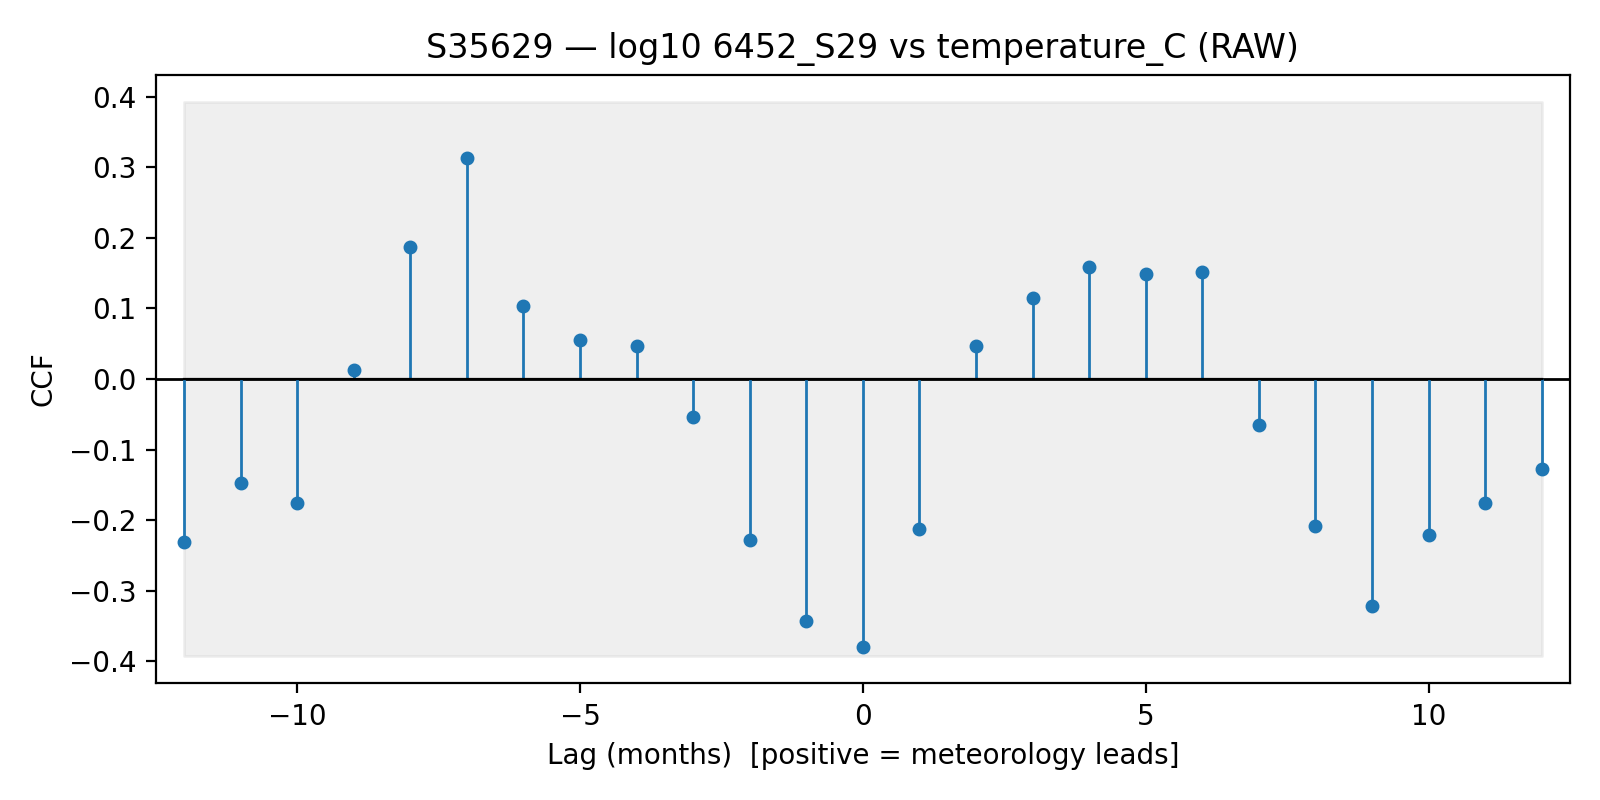 S35629 — log10 6452_S29 vs temperature_C (RAW)
CCF
0.4
0.3
0.2
0.1
0.0
−0.1
−0.2
−0.3
−0.4
−10 −5 0 5 10
Lag (months)  [positive = meteorology leads]